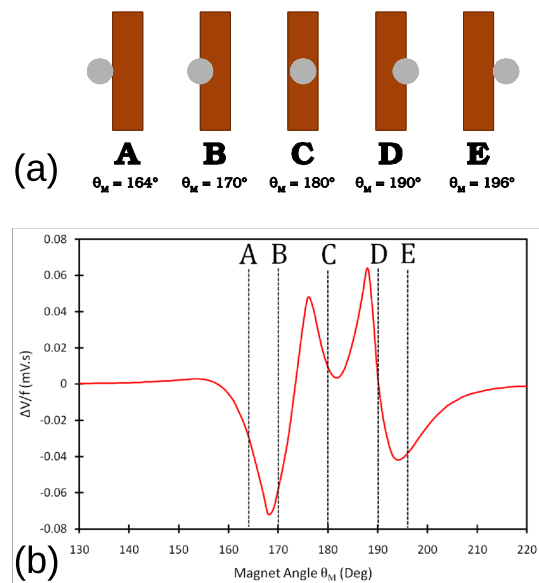 A B C D E
θM = 164° θM = 170° θM = 180° θM = 190° θM = 196°
(a)
0.08
0.06
0.04
0.02
0
-0.02
-0.04
-0.06
-0.08
A B C D E
ΔV/f (mV.s)
130 140 150 160 170 180 190 200 210 220
Magnet Angle θM (Deg)
(b)